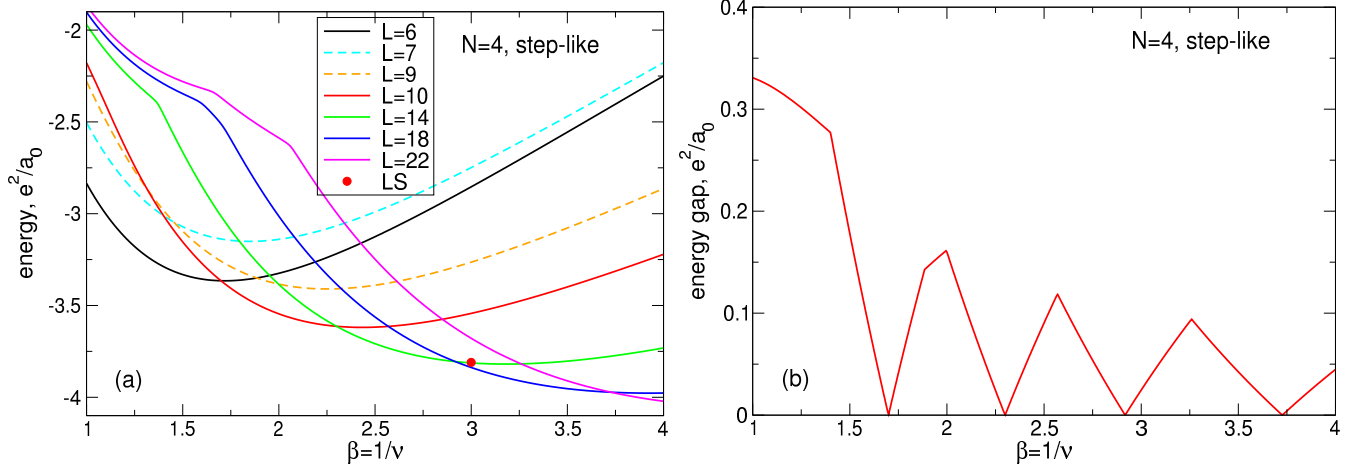 -2
-2.5
-3
-3.5
-4
energy, e²/a₀
L=6
L=7
L=9
L=10
L=14
L=18
L=22
LS
N=4, step-like
(a)
1 1.5 2 2.5 3 3.5 4
β=1/ν
0.4
0.3
0.2
0.1
0
energy gap, e²/a₀
N=4, step-like
(b)
1 1.5 2 2.5 3 3.5 4
β=1/ν